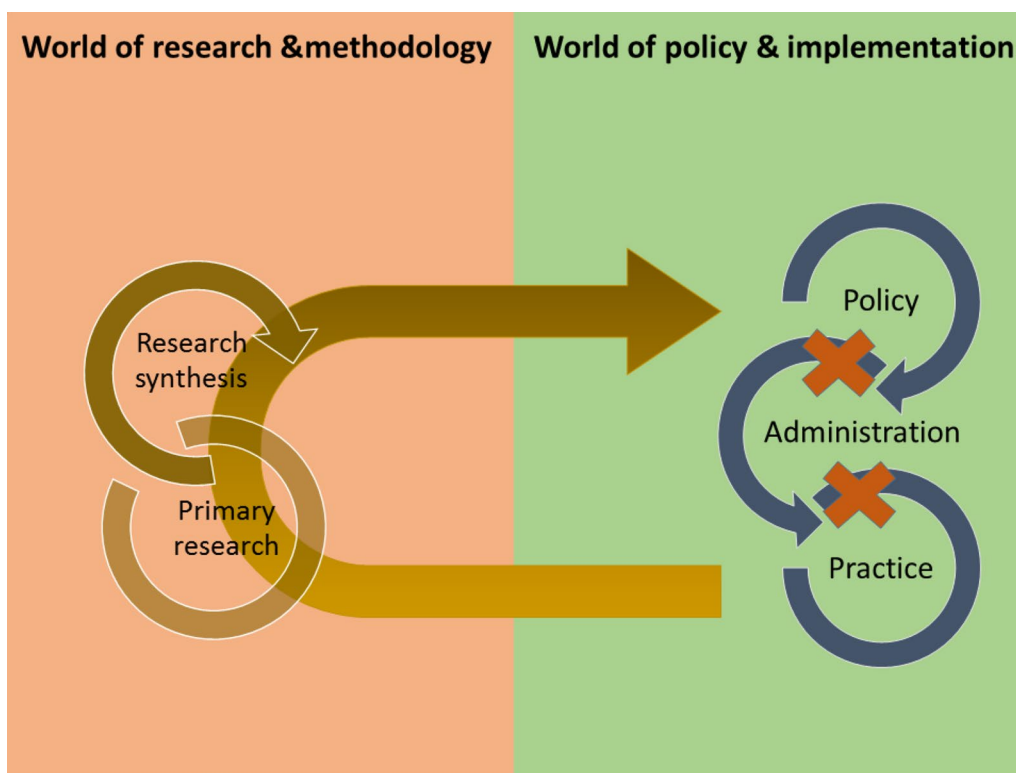 World of research &methodology
World of policy & implementation
Research
synthesis
Primary
research
Policy
Administration
Practice